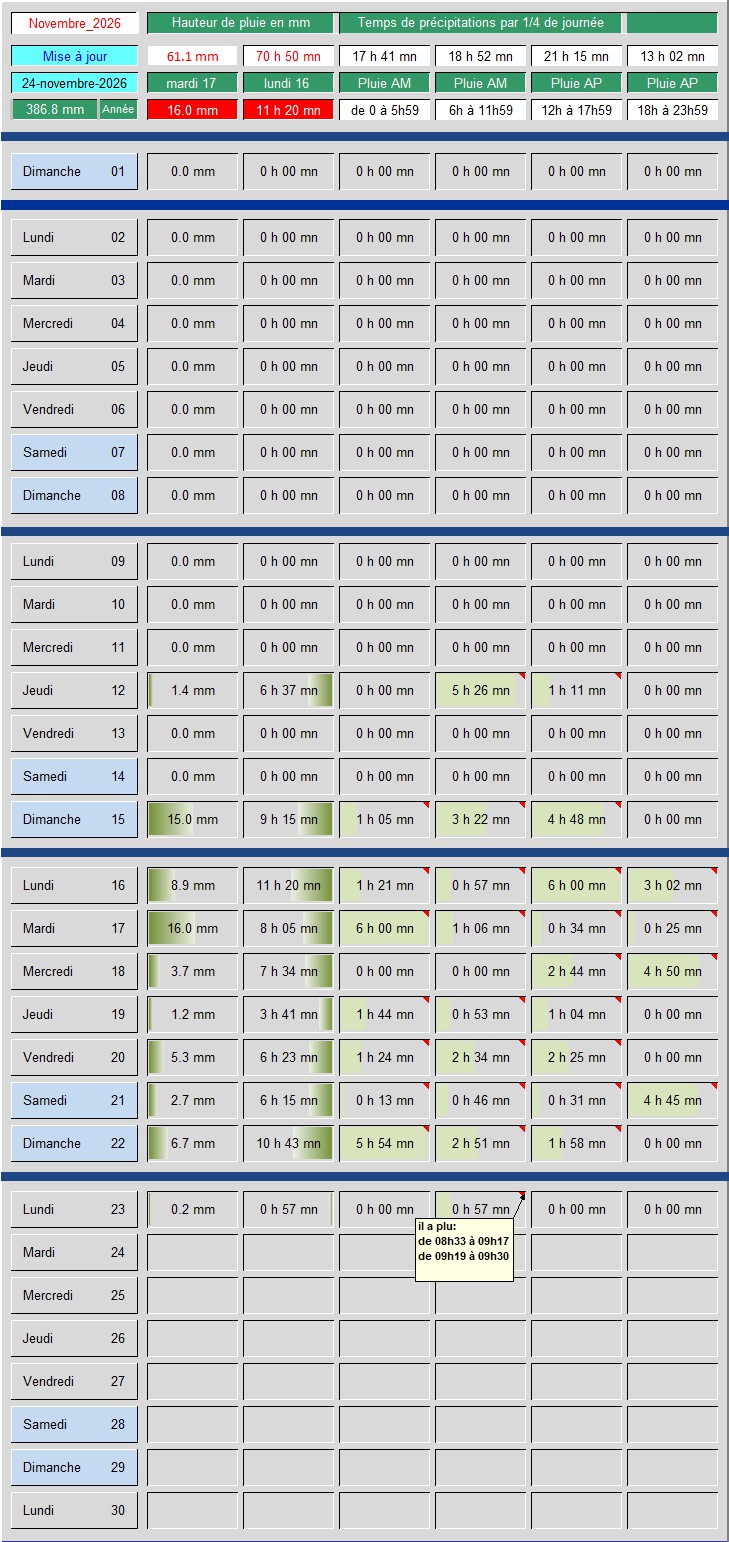 Novembre_2026 Hauteur de pluie en mm Temps de précipitations par 1/4 de journée
Mise à jour 61.1 mm 70 h 50 mn 17 h 41 mn 18 h 52 mn 21 h 15 mn 13 h 02 mn
24-novembre-2026 mardi 17 lundi 16 Pluie AM Pluie AM Pluie AP Pluie AP
386.8 mm Année 16.0 mm 11 h 20 mn de 0 à 5h59 6h à 11h59 12h à 17h59 18h à 23h59
Dimanche 01 0.0 mm 0 h 00 mn 0 h 00 mn 0 h 00 mn 0 h 00 mn 0 h 00 mn
Lundi 02 0.0 mm 0 h 00 mn 0 h 00 mn 0 h 00 mn 0 h 00 mn 0 h 00 mn
Mardi 03 0.0 mm 0 h 00 mn 0 h 00 mn 0 h 00 mn 0 h 00 mn 0 h 00 mn
Mercredi 04 0.0 mm 0 h 00 mn 0 h 00 mn 0 h 00 mn 0 h 00 mn 0 h 00 mn
Jeudi 05 0.0 mm 0 h 00 mn 0 h 00 mn 0 h 00 mn 0 h 00 mn 0 h 00 mn
Vendredi 06 0.0 mm 0 h 00 mn 0 h 00 mn 0 h 00 mn 0 h 00 mn 0 h 00 mn
Samedi 07 0.0 mm 0 h 00 mn 0 h 00 mn 0 h 00 mn 0 h 00 mn 0 h 00 mn
Dimanche 08 0.0 mm 0 h 00 mn 0 h 00 mn 0 h 00 mn 0 h 00 mn 0 h 00 mn
Lundi 09 0.0 mm 0 h 00 mn 0 h 00 mn 0 h 00 mn 0 h 00 mn 0 h 00 mn
Mardi 10 0.0 mm 0 h 00 mn 0 h 00 mn 0 h 00 mn 0 h 00 mn 0 h 00 mn
Mercredi 11 0.0 mm 0 h 00 mn 0 h 00 mn 0 h 00 mn 0 h 00 mn 0 h 00 mn
Jeudi 12 1.4 mm 6 h 37 mn 0 h 00 mn 5 h 26 mn 1 h 11 mn 0 h 00 mn
Vendredi 13 0.0 mm 0 h 00 mn 0 h 00 mn 0 h 00 mn 0 h 00 mn 0 h 00 mn
Samedi 14 0.0 mm 0 h 00 mn 0 h 00 mn 0 h 00 mn 0 h 00 mn 0 h 00 mn
Dimanche 15 15.0 mm 9 h 15 mn 1 h 05 mn 3 h 22 mn 4 h 48 mn 0 h 00 mn
Lundi 16 8.9 mm 11 h 20 mn 1 h 21 mn 0 h 57 mn 6 h 00 mn 3 h 02 mn
Mardi 17 16.0 mm 8 h 05 mn 6 h 00 mn 1 h 06 mn 0 h 34 mn 0 h 25 mn
Mercredi 18 3.7 mm 7 h 34 mn 0 h 00 mn 0 h 00 mn 2 h 44 mn 4 h 50 mn
Jeudi 19 1.2 mm 3 h 41 mn 1 h 44 mn 0 h 53 mn 1 h 04 mn 0 h 00 mn
Vendredi 20 5.3 mm 6 h 23 mn 1 h 24 mn 2 h 34 mn 2 h 25 mn 0 h 00 mn
Samedi 21 2.7 mm 6 h 15 mn 0 h 13 mn 0 h 46 mn 0 h 31 mn 4 h 45 mn
Dimanche 22 6.7 mm 10 h 43 mn 5 h 54 mn 2 h 51 mn 1 h 58 mn 0 h 00 mn
Lundi 23 0.2 mm 0 h 57 mn 0 h 00 mn 0 h 57 mn 0 h 00 mn 0 h 00 mn
il a plu:
de 08h33 à 09h17
de 09h19 à 09h30
Mardi 24
Mercredi 25
Jeudi 26
Vendredi 27
Samedi 28
Dimanche 29
Lundi 30